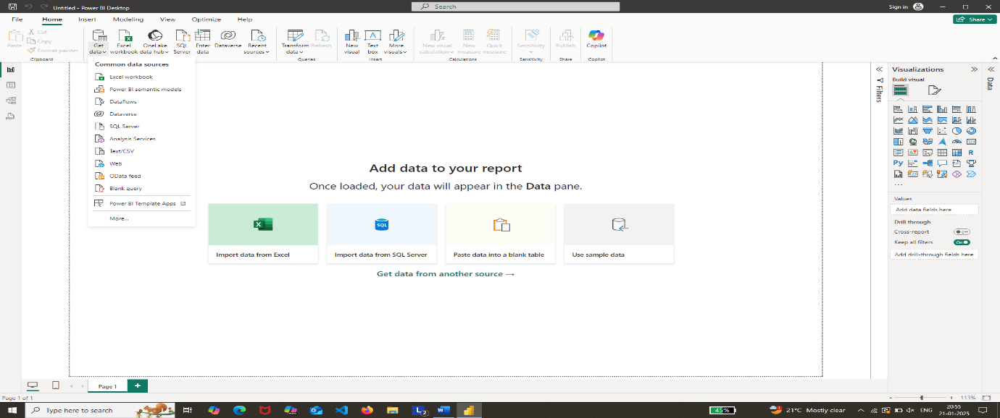 Untitled - Power BI Desktop
Search
Sign in
File Home Insert Modeling View Optimize Help
Share
Paste
Cut
Copy
Format painter
Clipboard
Get data
Excel workbook
OneLake data hub
SQL Server
Enter data
Dataverse
Recent sources
Transform data
Refresh
Queries
New visual
Text box
More visuals
Insert
New visual calculation
New measure
Quick measure
Calculations
Sensitivity
Sensitivity
Publish
Share
Copilot
Copilot
Common data sources
Excel workbook
Power BI semantic models
Dataflows
Dataverse
SQL Server
Analysis Services
Text/CSV
Web
OData feed
Blank query
Power BI Template Apps
More...
Add data to your report
Once loaded, your data will appear in the Data pane.
SQL
Import data from Excel
Import data from SQL Server
Paste data into a blank table
Use sample data
Get data from another source →
Filters
Visualizations
Build visual
123
R
Py
...
Values
Add data fields here
Drill through
Cross-report
Off
Keep all filters
On
Add drill-through fields here
Data
Page 1
Page 1 of 1
- + 113%
Type here to search
45%
21°C Mostly clear
ENG
20:55
21-01-2025